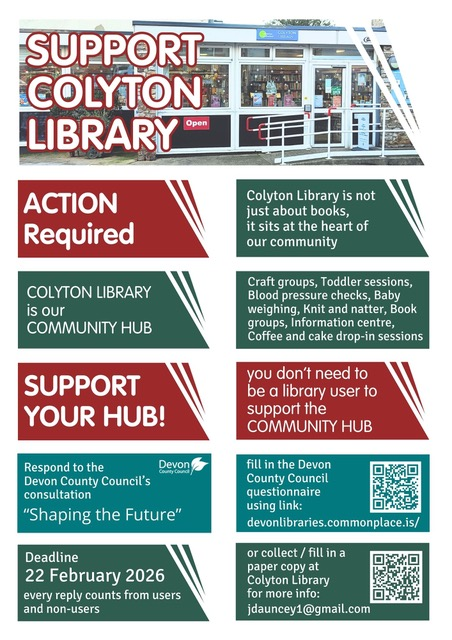 SUPPORT
COLYTON
LIBRARY
Open
ACTION
Required
Colyton Library is not
just about books,
it sits at the heart of
our community
COLYTON LIBRARY
is our
COMMUNITY HUB
Craft groups, Toddler sessions,
Blood pressure checks, Baby
weighing, Knit and natter, Book
groups, Information centre,
Coffee and cake drop-in sessions
SUPPORT
YOUR HUB!
you don't need to
be a library user to
support the
COMMUNITY HUB
Respond to the
Devon County Council's
consultation
"Shaping the Future"
Devon
County Council
fill in the Devon
County Council
questionnaire
using link:
devonlibraries.commonplace.is/
Deadline
22 February 2026
every reply counts from users
and non-users
or collect / fill in a
paper copy at
Colyton Library
for more info:
jdauncey1@gmail.com